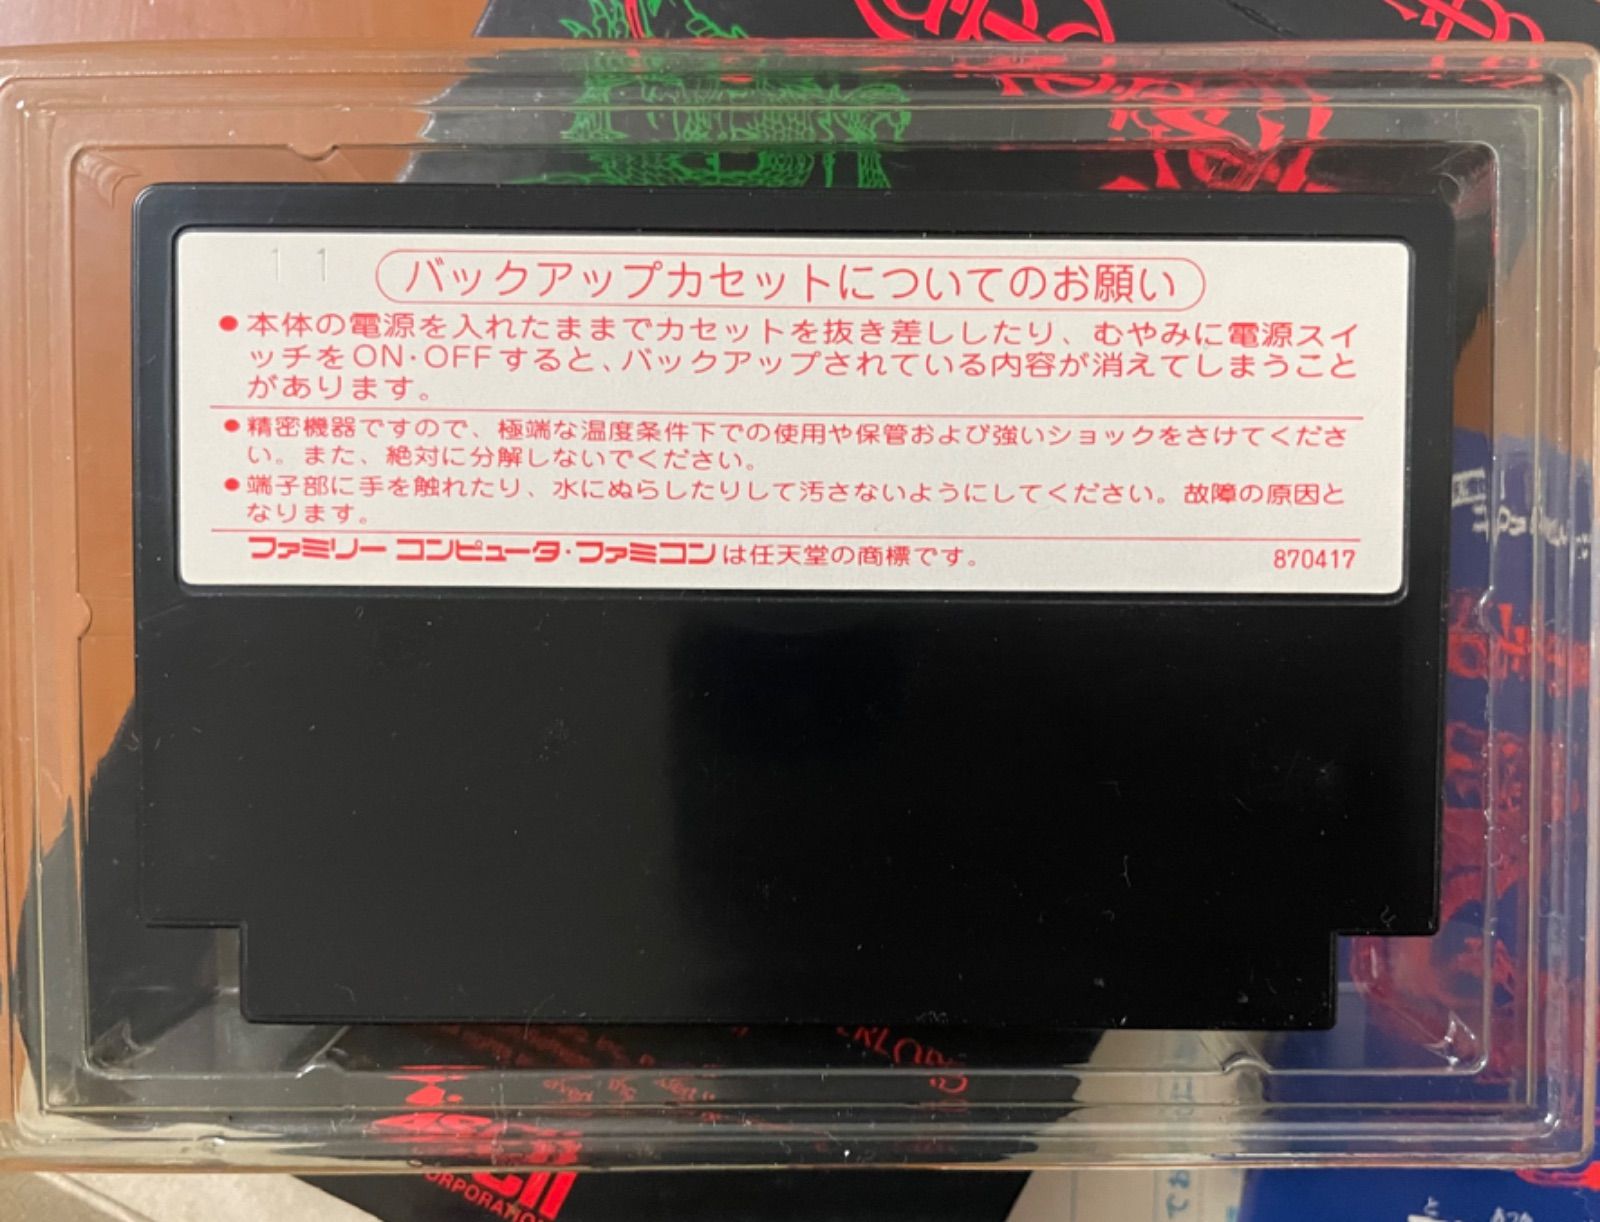 11
バックアップカセットについてのお願い
●本体の電源を入れたままでカセットを抜き差ししたり、むやみに電源スイ
ッチをON・OFFすると、バックアップされている内容が消えてしまうこと
があります。
●精密機器ですので、極端な温度条件下での使用や保管および強いショックをさけてくださ
い。また、絶対に分解しないでください。
●端子部に手を触れたり、水にぬらしたりして汚さないようにしてください。故障の原因と
なります。
ファミリー コンピュータ・ファミコンは任天堂の商標です。
870417